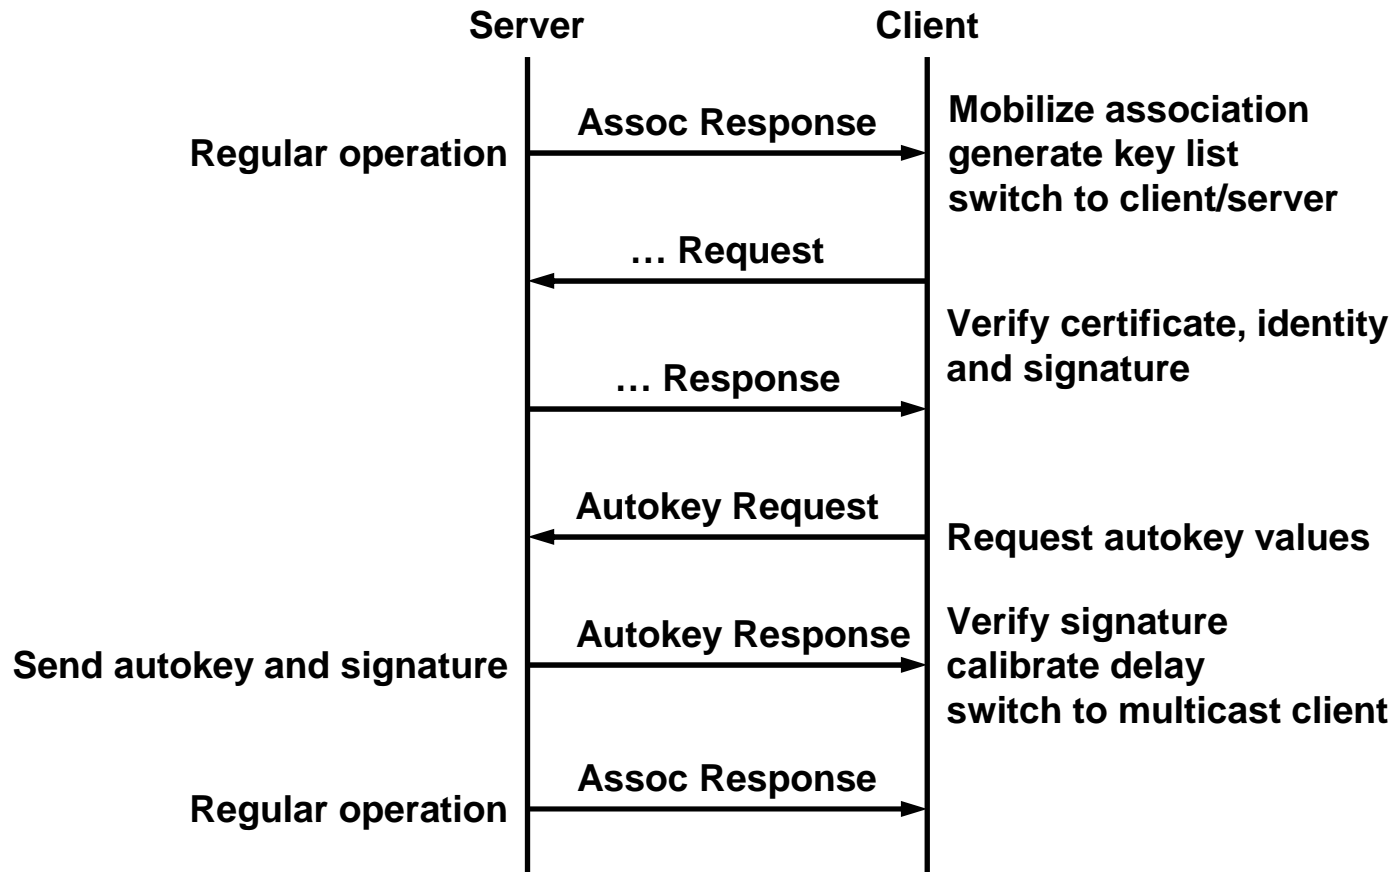 Server
Client
Assoc Response
Mobilize association
generate key list
switch to client/server
Regular operation
… Request
Verify certificate, identity
and signature
… Response
Autokey Request
Request autokey values
Autokey Response
Verify signature
calibrate delay
switch to multicast client
Send autokey and signature
Assoc Response
Regular operation